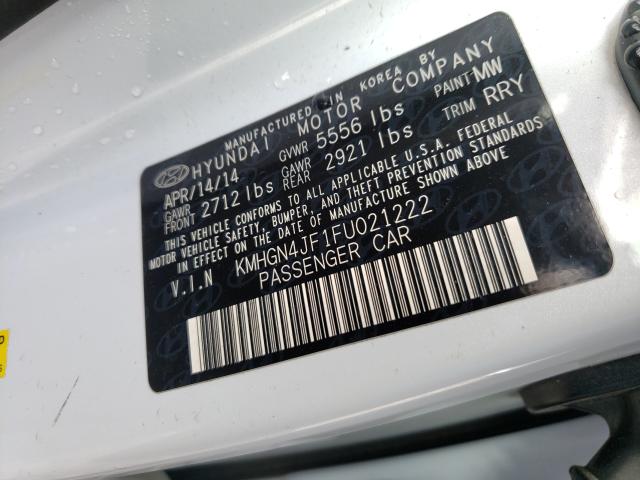 MANUFACTURED IN KOREA BY
HYUNDAI MOTOR COMPANY
APR/14/14 GVWR 5556 lbs PAINT MW
GAWR FRONT 2712 lbs GAWR REAR 2921 lbs TRIM RRY
THIS VEHICLE CONFORMS TO ALL APPLICABLE U.S. FEDERAL
MOTOR VEHICLE SAFETY, BUMPER, AND THEFT PREVENTION STANDARDS
IN EFFECT ON THE DATE OF MANUFACTURE SHOWN ABOVE
V.I.N KMHGN4JF1FU021222
PASSENGER CAR